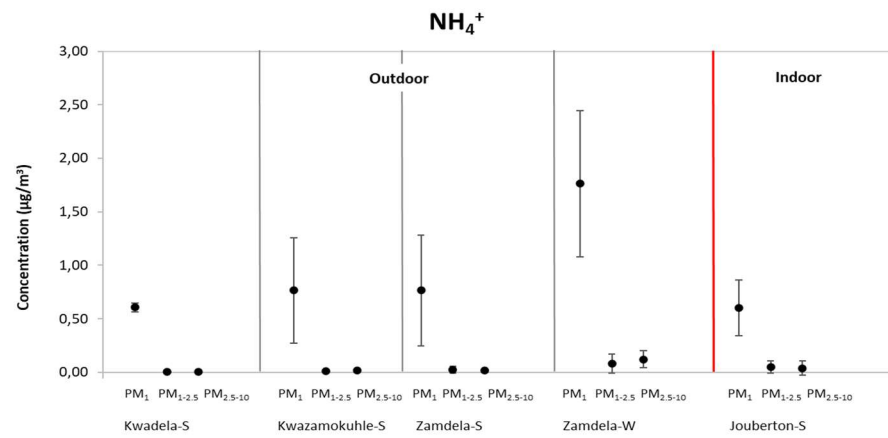 NH₄⁺
3,00
Outdoor
Indoor
2,50
2,00
1,50
1,00
0,50
0,00
Concentration (µg/m³)
PM₁ PM₁₋₂.₅ PM₂.₅₋₁₀ PM₁ PM₁₋₂.₅ PM₂.₅₋₁₀ PM₁ PM₁₋₂.₅ PM₂.₅₋₁₀ PM₁ PM₁₋₂.₅ PM₂.₅₋₁₀ PM₁ PM₁₋₂.₅ PM₂.₅₋₁₀
Kwadela-S Kwazamokuhle-S Zamdela-S Zamdela-W Jouberton-S